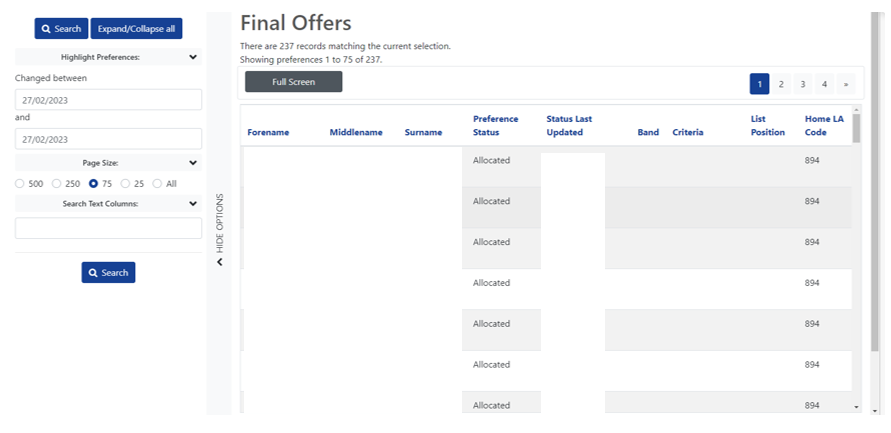 Search Expand/Collapse all
Highlight Preferences:
Changed between
27/02/2023
and
27/02/2023
Page Size:
500 250 75 25 All
Search Text Columns:
Search
HIDE OPTIONS
Final Offers
There are 237 records matching the current selection.
Showing preferences 1 to 75 of 237.
Full Screen 1 2 3 4 »
Forename Middlename Surname Preference Status Status Last Updated Band Criteria List Position Home LA Code
Allocated 894
Allocated 894
Allocated 894
Allocated 894
Allocated 894
Allocated 894
Allocated 894